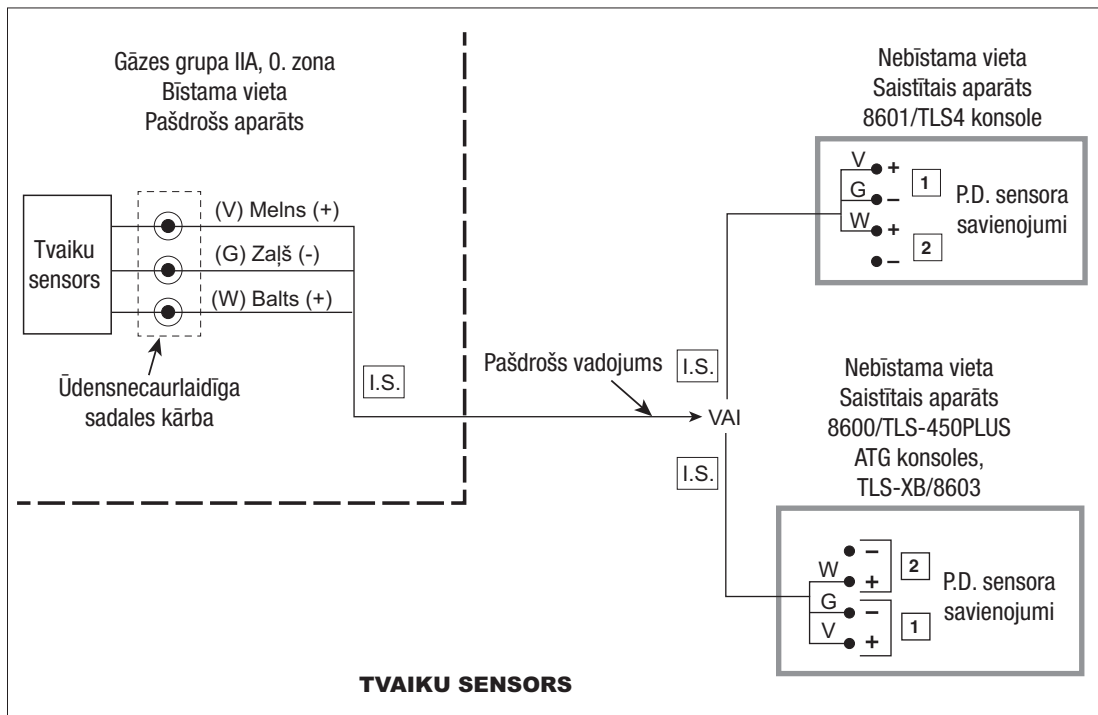 Gāzes grupa IIA, 0. zona
Bīstama vieta
Pašdrošs aparāts
Tvaiku
sensors
(V) Melns (+)
(G) Zaļš (-)
(W) Balts (+)
Ūdensnecaurlaidīga
sadales kārba
I.S.
Pašdrošs vadojums
I.S.
VAI
I.S.
Nebīstama vieta
Saistītais aparāts
8601/TLS4 konsole
V +
G −
W +
−
1
2
P.D. sensora
savienojumi
Nebīstama vieta
Saistītais aparāts
8600/TLS-450PLUS
ATG konsoles,
TLS-XB/8603
−
W +
G −
V +
2
1
P.D. sensora
savienojumi
TVAIKU SENSORS